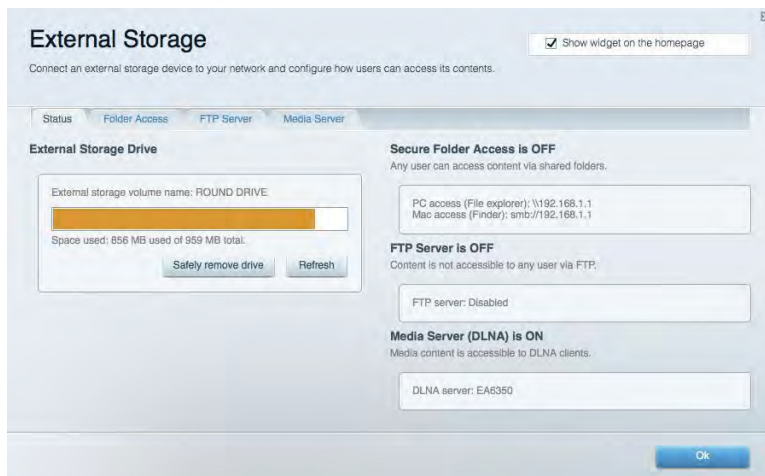 External Storage
Show widget on the homepage
Connect an external storage device to your network and configure how users can access its contents.
Status
Folder Access
FTP Server
Media Server
External Storage Drive
External storage volume name: ROUND DRIVE
Space used: 856 MB used of 959 MB total.
Safely remove drive
Refresh
Secure Folder Access is OFF
Any user can access content via shared folders.
PC access (File explorer): \\192.168.1.1
Mac access (Finder): smb://192.168.1.1
FTP Server is OFF
Content is not accessible to any user via FTP.
FTP server: Disabled
Media Server (DLNA) is ON
Media content is accessible to DLNA clients.
DLNA server: EA6350
Ok